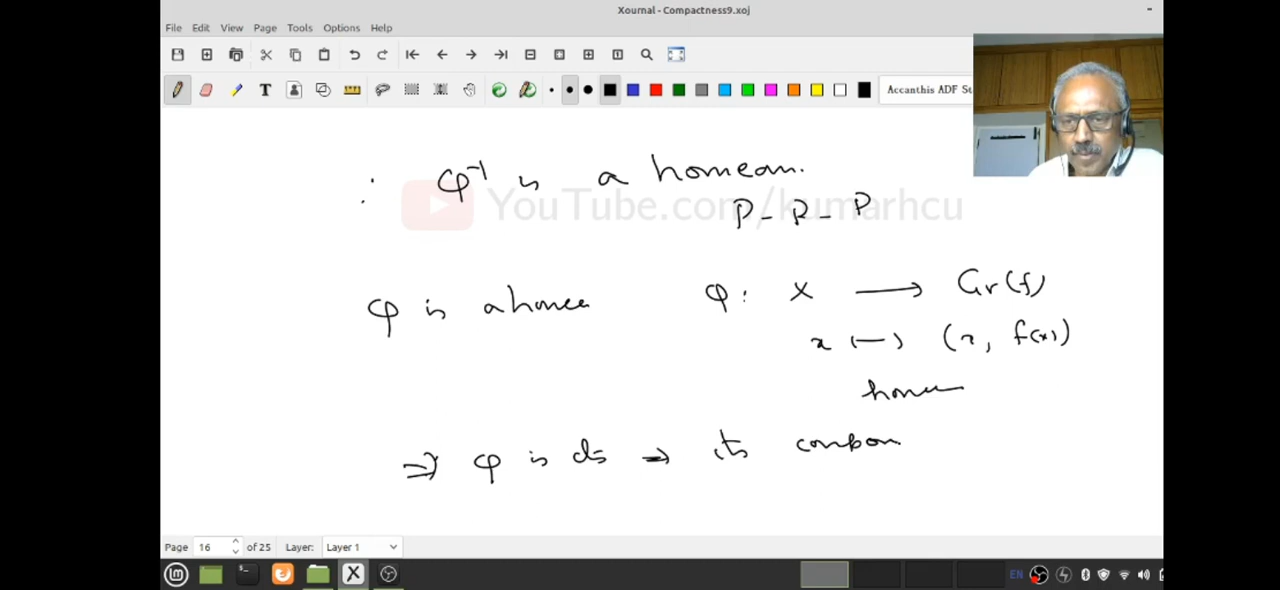 Xournal - Compactness9.xoj
File Edit View Page Tools Options Help
Accanthis ADF St
∴ φ⁻¹ is a homeom.
YouTube.com/kumarhcu
P - R - P
φ is a homeo φ : X ⟶ Gr(f)
x ⟼ (x, f(x))
homeo
⇒ φ is cts → its compon
Page 16 of 25 Layer: Layer 1
EN